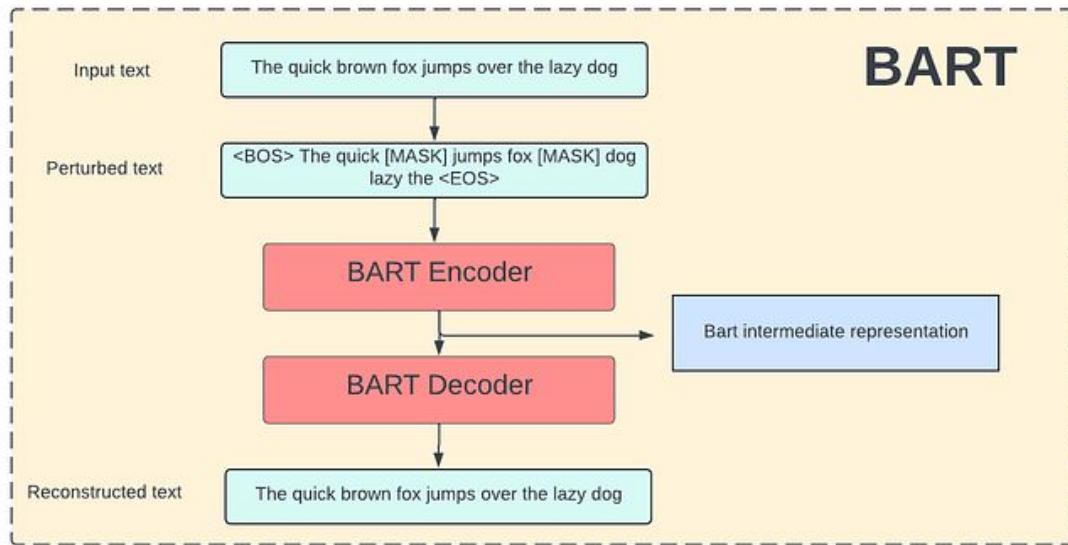 BART
Input text
The quick brown fox jumps over the lazy dog
Perturbed text
<BOS> The quick [MASK] jumps fox [MASK] dog
lazy the <EOS>
BART Encoder
Bart intermediate representation
BART Decoder
Reconstructed text
The quick brown fox jumps over the lazy dog